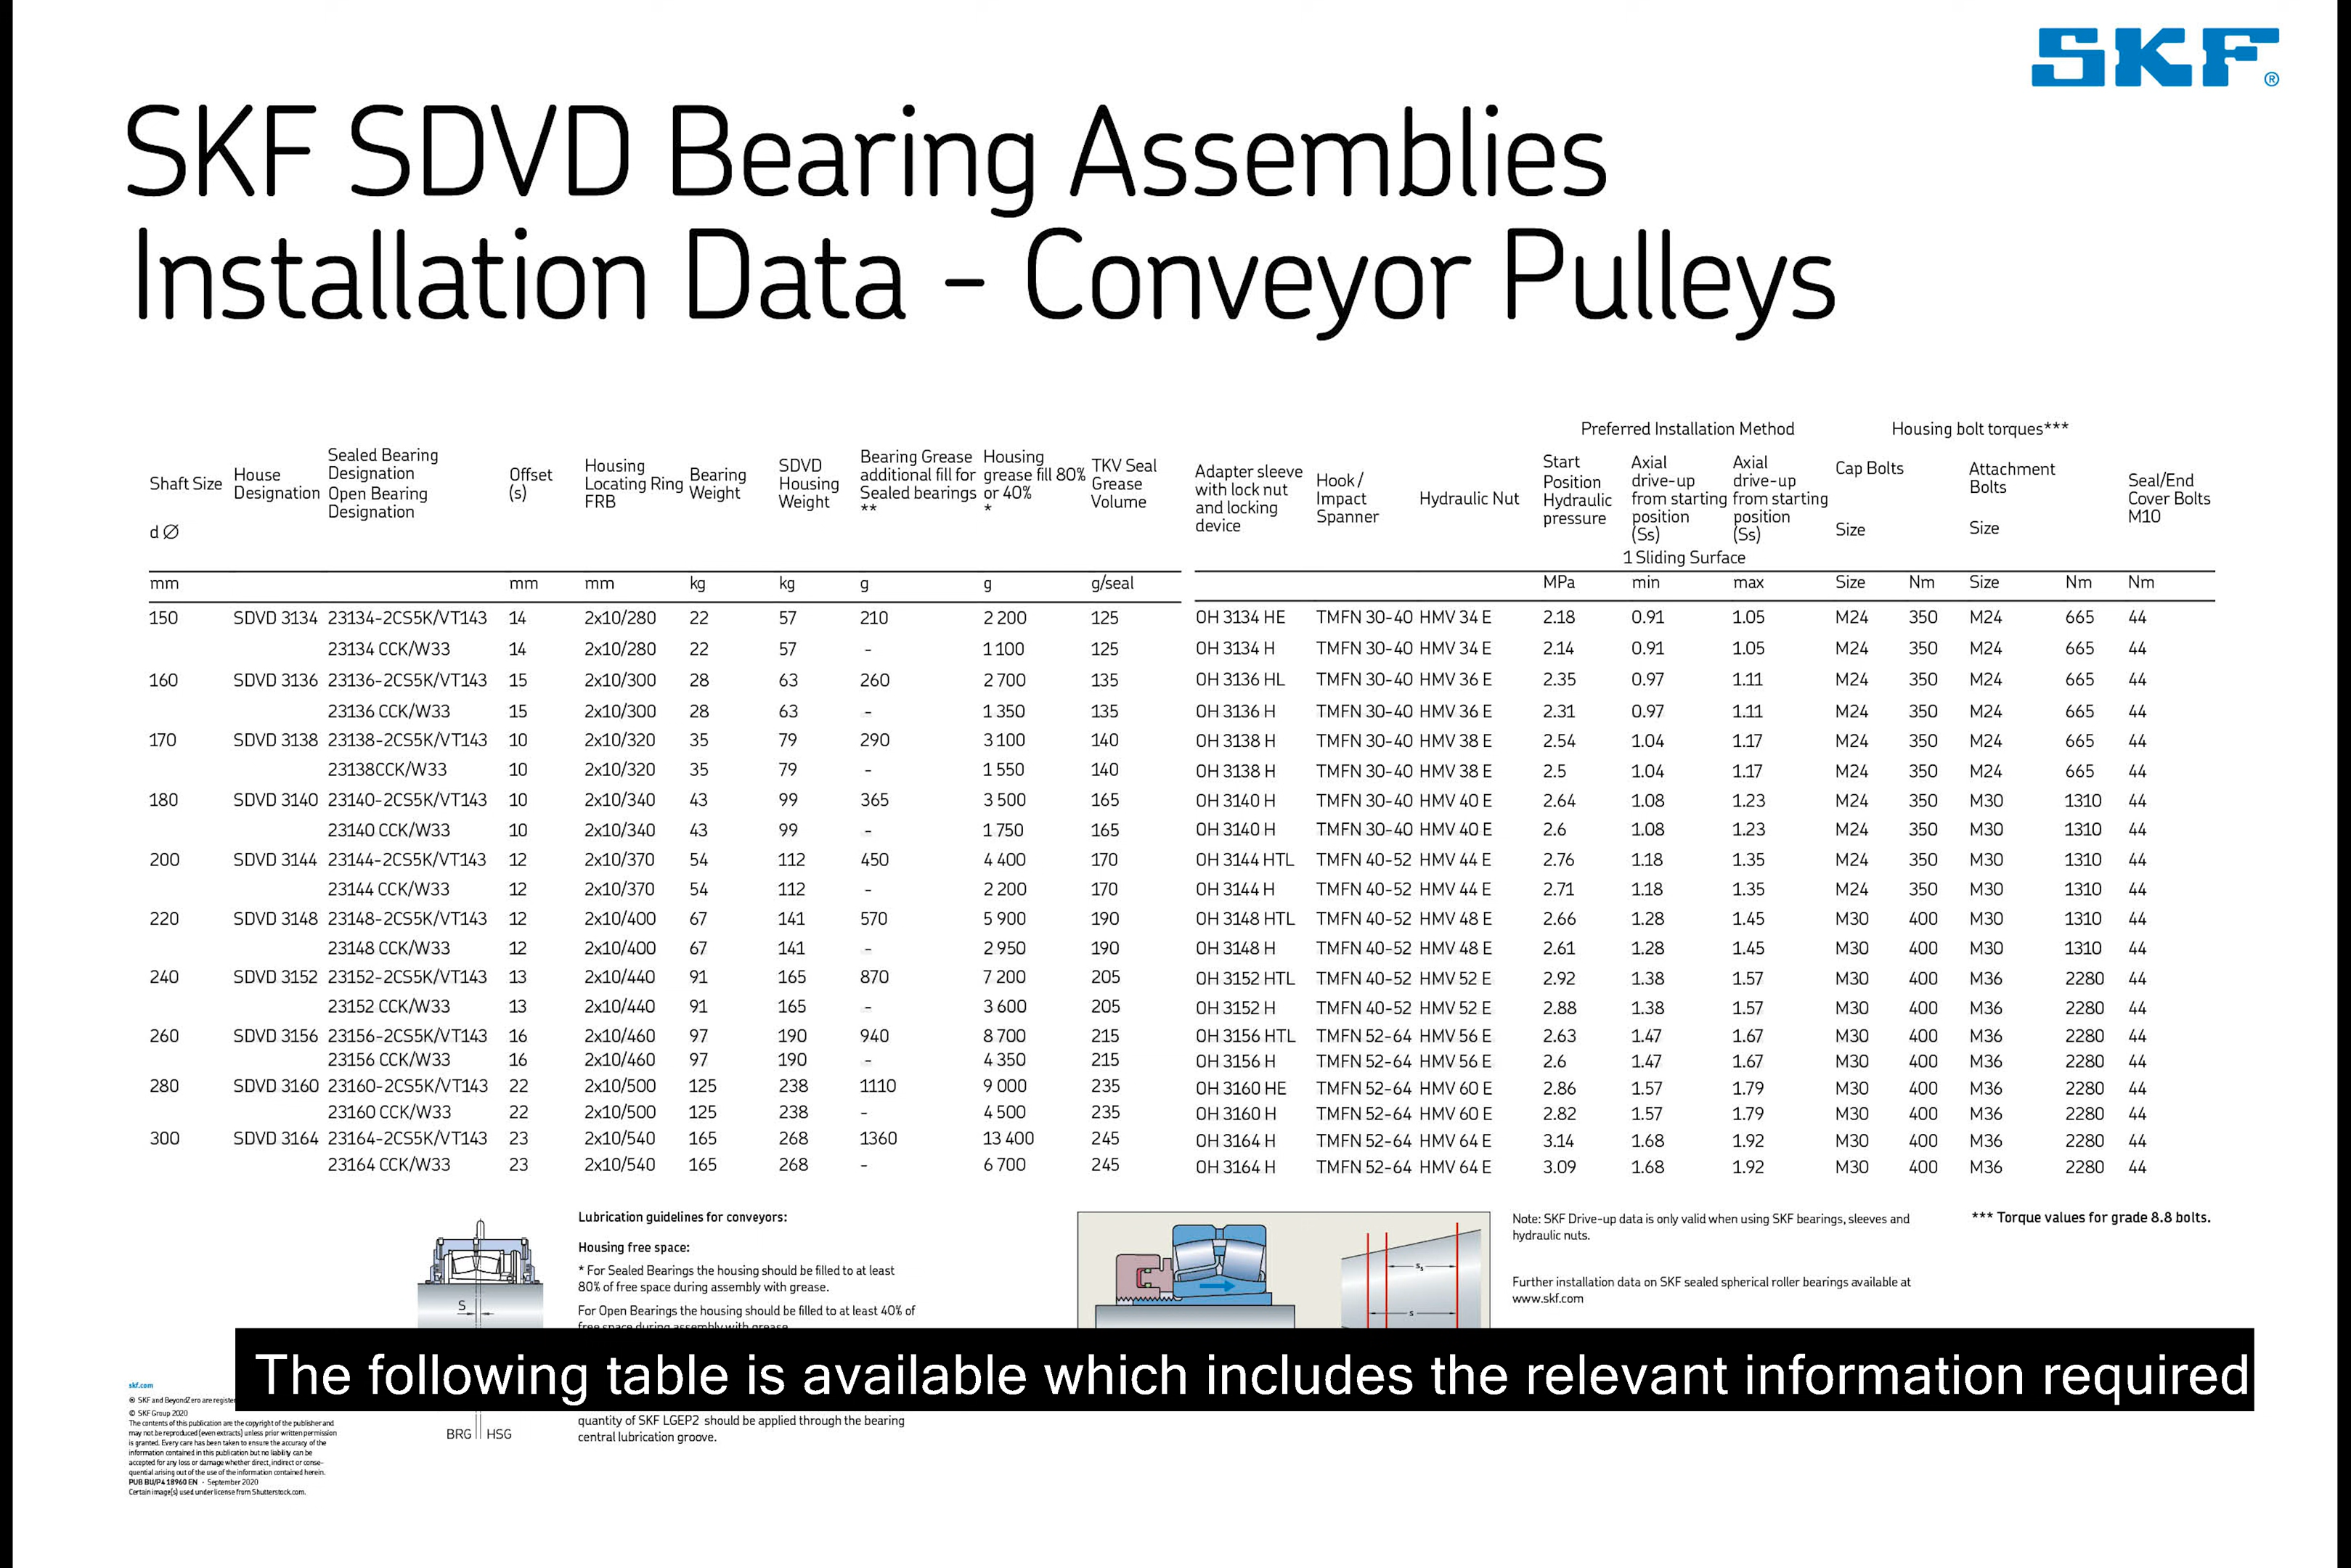 SKF®
SKF SDVD Bearing Assemblies
Installation Data – Conveyor Pulleys
Preferred Installation Method Housing bolt torques***
Shaft Size d Ø House Designation Sealed Bearing Designation Open Bearing Designation Offset (s) Housing Locating Ring FRB Bearing Weight SDVD Housing Weight Bearing Grease additional fill for Sealed bearings ** Housing grease fill 80% or 40% * TKV Seal Grease Volume Adapter sleeve with lock nut and locking device Hook / Impact Spanner Hydraulic Nut Start Position Hydraulic pressure Axial drive-up from starting position (Ss) Axial drive-up from starting position (Ss) Cap Bolts Size Attachment Bolts Size Seal/End Cover Bolts M10
1 Sliding Surface
mm mm mm kg kg g g g/seal MPa min max Size Nm Size Nm Nm
150 SDVD 3134 23134-2CS5K/VT143 14 2x10/280 22 57 210 2 200 125 OH 3134 HE TMFN 30-40 HMV 34 E 2.18 0.91 1.05 M24 350 M24 665 44
23134 CCK/W33 14 2x10/280 22 57 - 1 100 125 OH 3134 H TMFN 30-40 HMV 34 E 2.14 0.91 1.05 M24 350 M24 665 44
160 SDVD 3136 23136-2CS5K/VT143 15 2x10/300 28 63 260 2 700 135 OH 3136 HL TMFN 30-40 HMV 36 E 2.35 0.97 1.11 M24 350 M24 665 44
23136 CCK/W33 15 2x10/300 28 63 - 1 350 135 OH 3136 H TMFN 30-40 HMV 36 E 2.31 0.97 1.11 M24 350 M24 665 44
170 SDVD 3138 23138-2CS5K/VT143 10 2x10/320 35 79 290 3 100 140 OH 3138 H TMFN 30-40 HMV 38 E 2.54 1.04 1.17 M24 350 M24 665 44
23138CCK/W33 10 2x10/320 35 79 - 1 550 140 OH 3138 H TMFN 30-40 HMV 38 E 2.5 1.04 1.17 M24 350 M24 665 44
180 SDVD 3140 23140-2CS5K/VT143 10 2x10/340 43 99 365 3 500 165 OH 3140 H TMFN 30-40 HMV 40 E 2.64 1.08 1.23 M24 350 M30 1310 44
23140 CCK/W33 10 2x10/340 43 99 - 1 750 165 OH 3140 H TMFN 30-40 HMV 40 E 2.6 1.08 1.23 M24 350 M30 1310 44
200 SDVD 3144 23144-2CS5K/VT143 12 2x10/370 54 112 450 4 400 170 OH 3144 HTL TMFN 40-52 HMV 44 E 2.76 1.18 1.35 M24 350 M30 1310 44
23144 CCK/W33 12 2x10/370 54 112 - 2 200 170 OH 3144 H TMFN 40-52 HMV 44 E 2.71 1.18 1.35 M24 350 M30 1310 44
220 SDVD 3148 23148-2CS5K/VT143 12 2x10/400 67 141 570 5 900 190 OH 3148 HTL TMFN 40-52 HMV 48 E 2.66 1.28 1.45 M30 400 M30 1310 44
23148 CCK/W33 12 2x10/400 67 141 - 2 950 190 OH 3148 H TMFN 40-52 HMV 48 E 2.61 1.28 1.45 M30 400 M30 1310 44
240 SDVD 3152 23152-2CS5K/VT143 13 2x10/440 91 165 870 7 200 205 OH 3152 HTL TMFN 40-52 HMV 52 E 2.92 1.38 1.57 M30 400 M36 2280 44
23152 CCK/W33 13 2x10/440 91 165 - 3 600 205 OH 3152 H TMFN 40-52 HMV 52 E 2.88 1.38 1.57 M30 400 M36 2280 44
260 SDVD 3156 23156-2CS5K/VT143 16 2x10/460 97 190 940 8 700 215 OH 3156 HTL TMFN 52-64 HMV 56 E 2.63 1.47 1.67 M30 400 M36 2280 44
23156 CCK/W33 16 2x10/460 97 190 - 4 350 215 OH 3156 H TMFN 52-64 HMV 56 E 2.6 1.47 1.67 M30 400 M36 2280 44
280 SDVD 3160 23160-2CS5K/VT143 22 2x10/500 125 238 1110 9 000 235 OH 3160 HE TMFN 52-64 HMV 60 E 2.86 1.57 1.79 M30 400 M36 2280 44
23160 CCK/W33 22 2x10/500 125 238 - 4 500 235 OH 3160 H TMFN 52-64 HMV 60 E 2.82 1.57 1.79 M30 400 M36 2280 44
300 SDVD 3164 23164-2CS5K/VT143 23 2x10/540 165 268 1360 13 400 245 OH 3164 H TMFN 52-64 HMV 64 E 3.14 1.68 1.92 M30 400 M36 2280 44
23164 CCK/W33 23 2x10/540 165 268 - 6 700 245 OH 3164 H TMFN 52-64 HMV 64 E 3.09 1.68 1.92 M30 400 M36 2280 44
S
BRG HSG
Lubrication guidelines for conveyors:
Housing free space:
* For Sealed Bearings the housing should be filled to at least
80% of free space during assembly with grease.
For Open Bearings the housing should be filled to at least 40% of
free space during assembly with grease
quantity of SKF LGEP2 should be applied through the bearing
central lubrication groove.
Ss
s
Note: SKF Drive-up data is only valid when using SKF bearings, sleeves and
hydraulic nuts.
Further installation data on SKF sealed spherical roller bearings available at
www.skf.com
*** Torque values for grade 8.8 bolts.
The following table is available which includes the relevant information required
skf.com
® SKF and BeyondZero are register
© SKF Group 2020
The contents of this publication are the copyright of the publisher and
may not be reproduced (even extracts) unless prior written permission
is granted. Every care has been taken to ensure the accuracy of the
information contained in this publication but no liability can be
accepted for any loss or damage whether direct, indirect or conse-
quential arising out of the use of the information contained herein.
PUB BU/P4 18960 EN · September 2020
Certain image(s) used under license from Shutterstock.com.